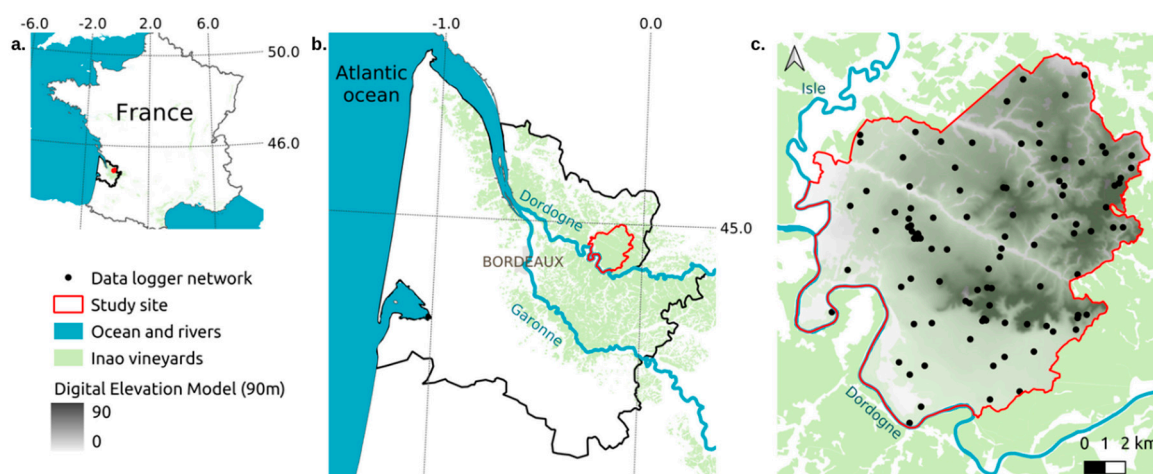 a.
-6.0 -2.0 2.0 6.0
50.0
France
46.0
Data logger network
Study site
Ocean and rivers
Inao vineyards
Digital Elevation Model (90m)
90
0
b.
-1.0 0.0
Atlantic
ocean
Dordogne
45.0
BORDEAUX
Garonne
c.
Isle
Dordogne
0 1 2 km